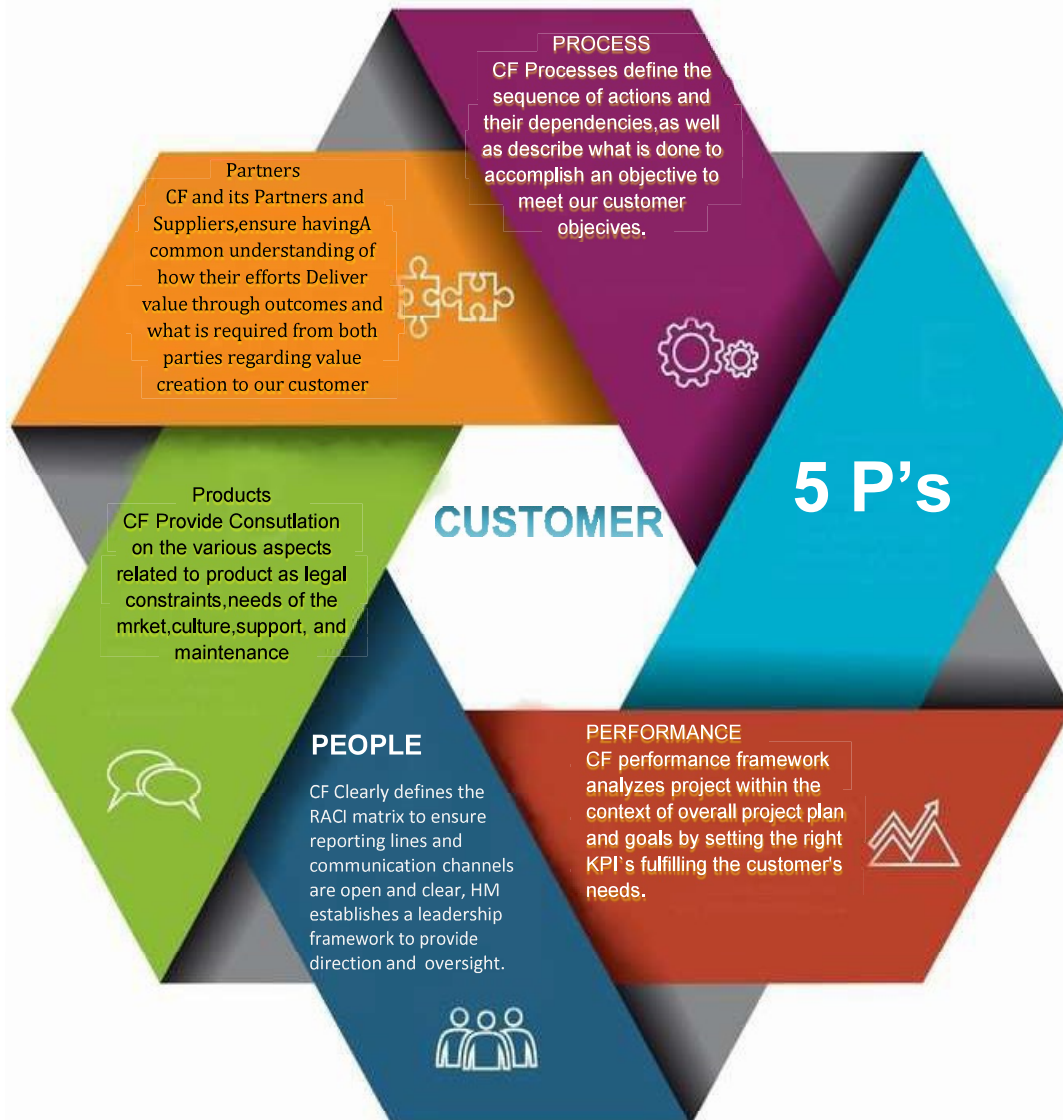 PROCESS
CF Processes define the
sequence of actions and
their dependencies,as well
as describe what is done to
accomplish an objective to
meet our customer
objecives.
Partners
CF and its Partners and
Suppliers,ensure havingA
common understanding of
how their efforts Deliver
value through outcomes and
what is required from both
parties regarding value
creation to our customer
5 P's
CUSTOMER
Products
CF Provide Consutlation
on the various aspects
related to product as legal
constraints,needs of the
mrket,culture,support, and
maintenance
PEOPLE
CF Clearly defines the
RACI matrix to ensure
reporting lines and
communication channels
are open and clear, HM
establishes a leadership
framework to provide
direction and oversight.
PERFORMANCE
CF performance framework
analyzes project within the
context of overall project plan
and goals by setting the right
KPI`s fulfilling the customer's
needs.